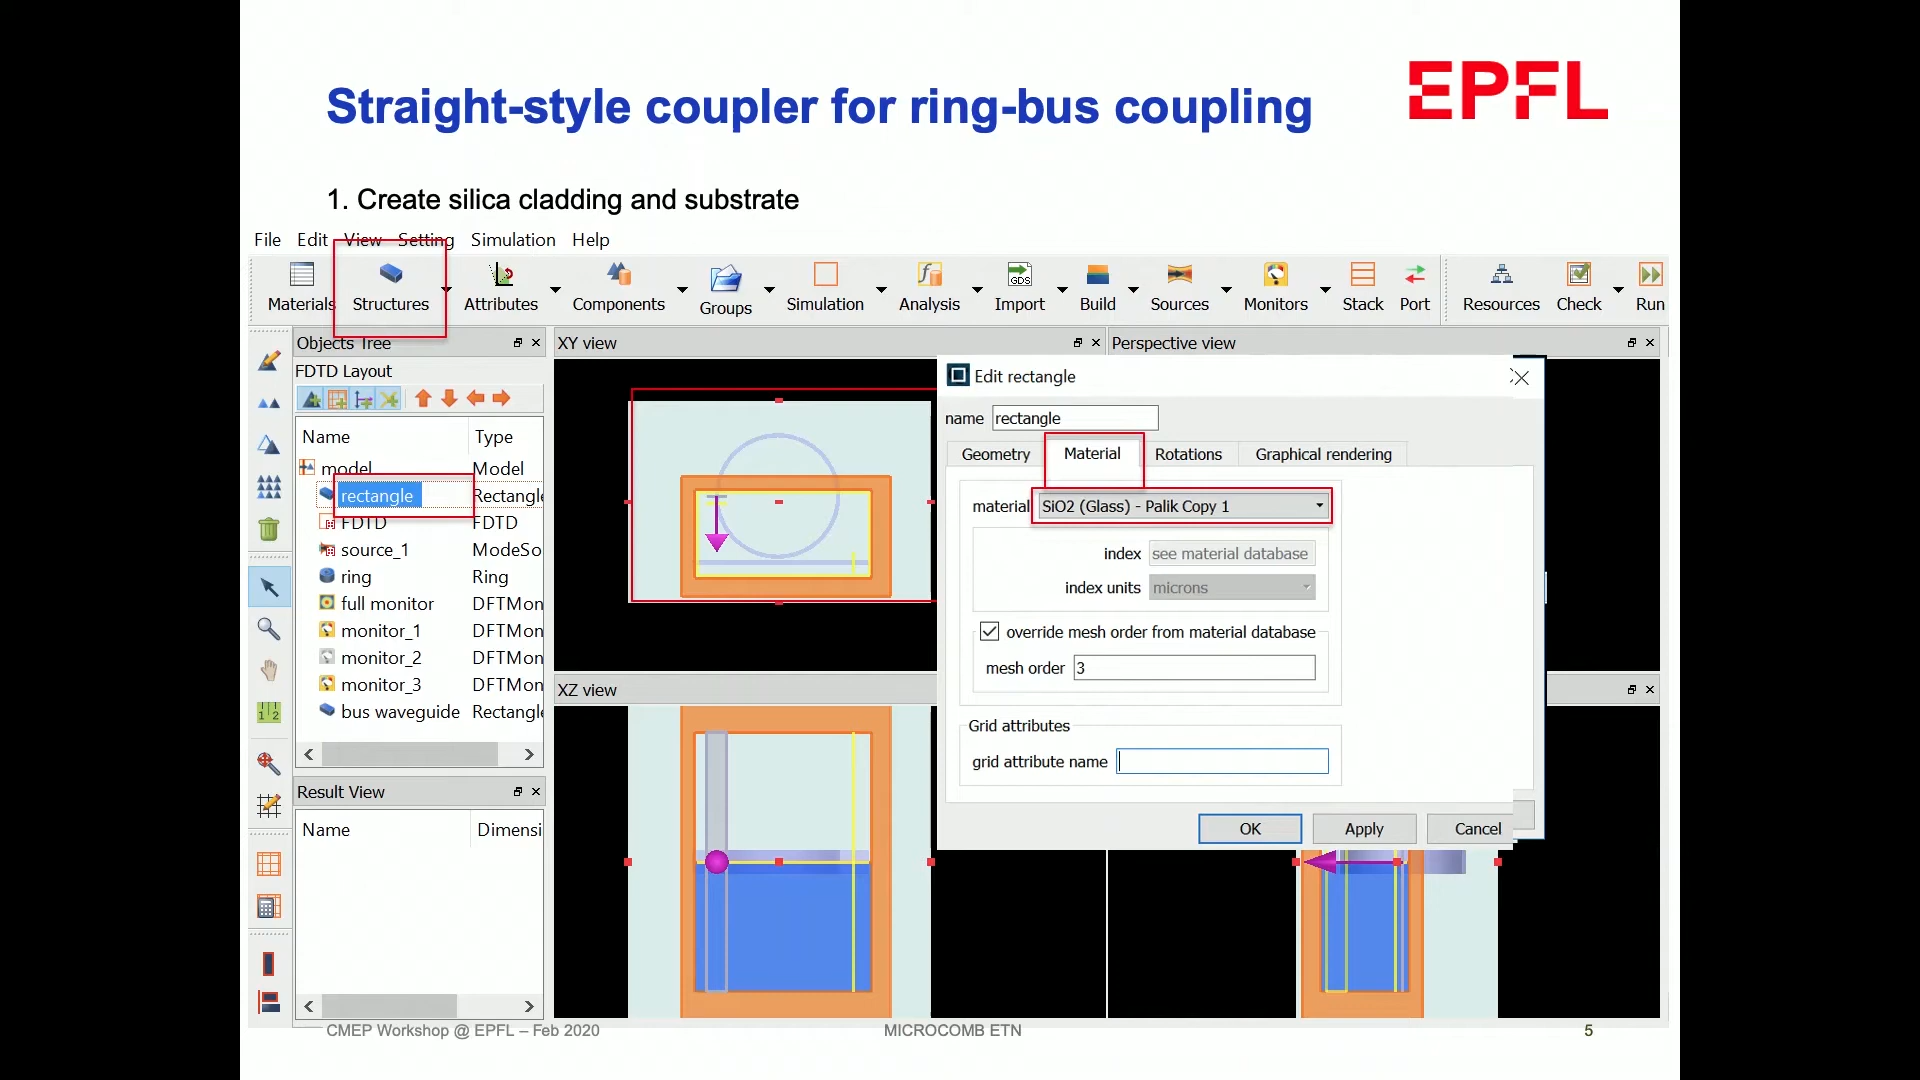 Straight-style coupler for ring-bus coupling
EPFL
1. Create silica cladding and substrate
File Edit View Setting Simulation Help
Materials Structures Attributes Components Groups Simulation Analysis Import Build Sources Monitors Stack Port Resources Check Run
GDS
Objects Tree
FDTD Layout
Name Type
model Model
rectangle Rectangle
FDTD FDTD
source_1 ModeSo
ring Ring
full monitor DFTMon
monitor_1 DFTMon
monitor_2 DFTMon
monitor_3 DFTMon
bus waveguide Rectangle
Result View
Name Dimensi
XY view
Perspective view
XZ view
Edit rectangle
name rectangle
Geometry Material Rotations Graphical rendering
material SiO2 (Glass) - Palik Copy 1
index see material database
index units microns
override mesh order from material database
mesh order 3
Grid attributes
grid attribute name
OK Apply Cancel
CMEP Workshop @ EPFL – Feb 2020 MICROCOMB ETN 5